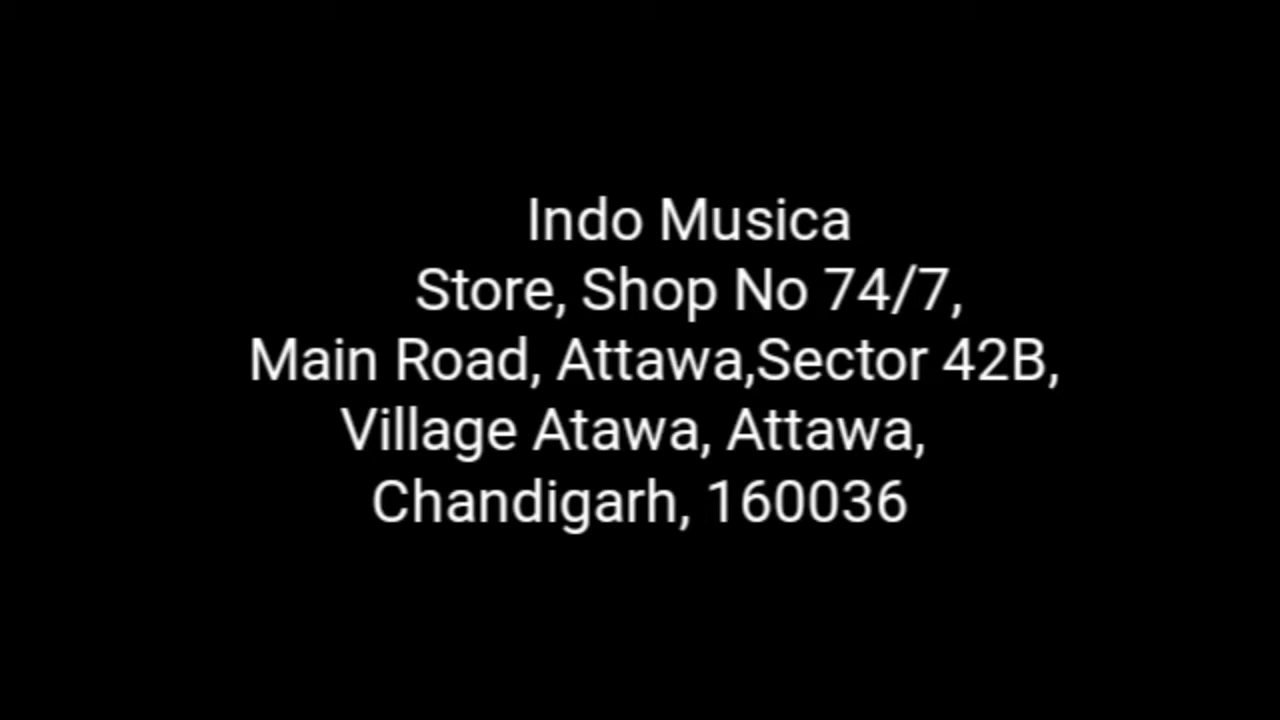 Indo Musica
Store, Shop No 74/7,
Main Road, Attawa,Sector 42B,
Village Atawa, Attawa,
Chandigarh, 160036